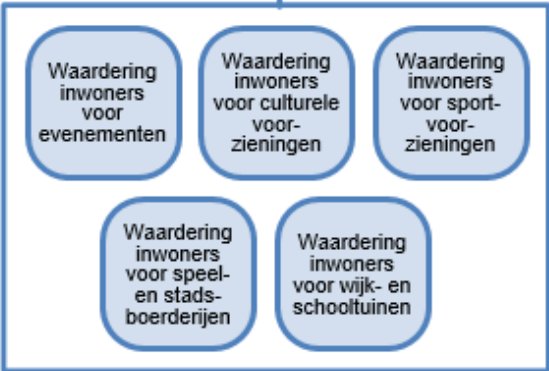 Waardering
inwoners
voor
evenementen
Waardering
inwoners
voor culturele
voor-
zieningen
Waardering
inwoners
voor sport-
voor-
zieningen
Waardering
inwoners
voor speel-
en stads-
boerderijen
Waardering
inwoners
voor wijk- en
schooltuinen